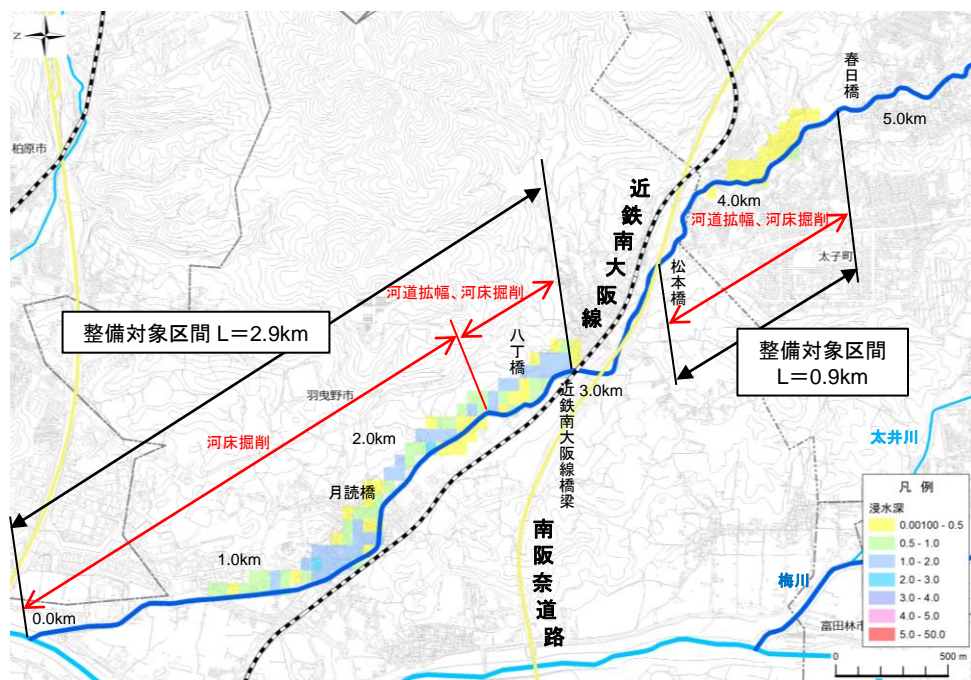 Z
柏原市
春日橋
5.0km
近鉄南大阪線
4.0km
河道拡幅、河床掘削
太子町
松本橋
整備対象区間
L＝0.9km
河道拡幅、河床掘削
整備対象区間 L＝2.9km
八丁橋
3.0km
近鉄南大阪線橋梁
羽曳野市
河床掘削
2.0km
月読橋
1.0km
0.0km
南阪奈道路
太井川
梅川
富田林市
凡 例
浸水深
0.00100 - 0.5
0.5 - 1.0
1.0 - 2.0
2.0 - 3.0
3.0 - 4.0
4.0 - 5.0
5.0 - 50.0
0
500 m